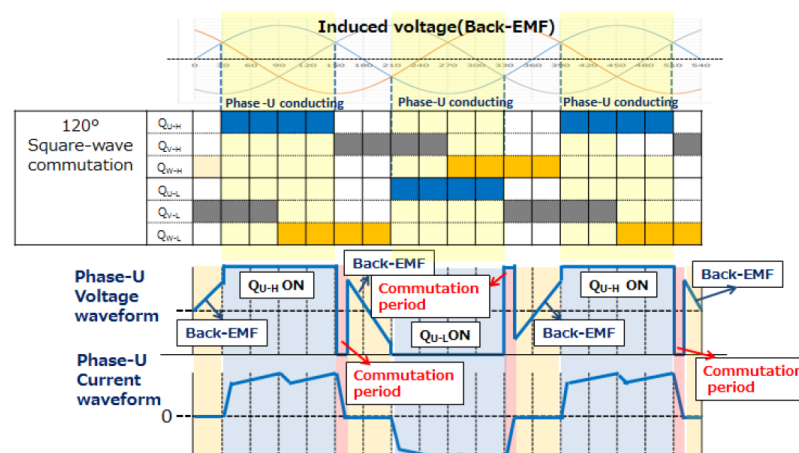 Induced voltage(Back-EMF)
0 30 60 90 120 150 180 210 240 270 300 330 360 390 420 450 480 510 540
Phase-U conducting
Phase-U conducting
Phase-U conducting
120°
Square-wave
commutation
QU-H
QV-H
QW-H
QU-L
QV-L
QW-L
Phase-U
Voltage
waveform
QU-H ON
Back-EMF
Back-EMF
Commutation
period
QU-L ON
Back-EMF
QU-H ON
Back-EMF
Commutation
period
Commutation
period
Phase-U
Current
waveform
0